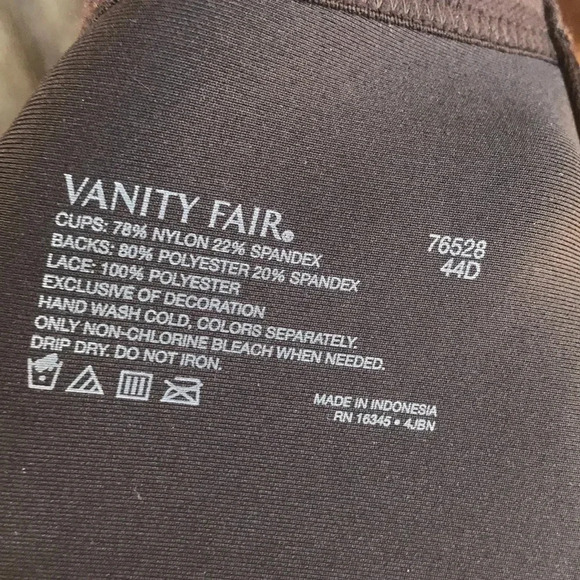 VANITY FAIR®
CUPS: 78% NYLON 22% SPANDEX
BACKS: 80% POLYESTER 20% SPANDEX
LACE: 100% POLYESTER
EXCLUSIVE OF DECORATION
HAND WASH COLD, COLORS SEPARATELY.
ONLY NON-CHLORINE BLEACH WHEN NEEDED.
DRIP DRY. DO NOT IRON.
76528
44D
MADE IN INDONESIA
RN 16345 • 4JBN